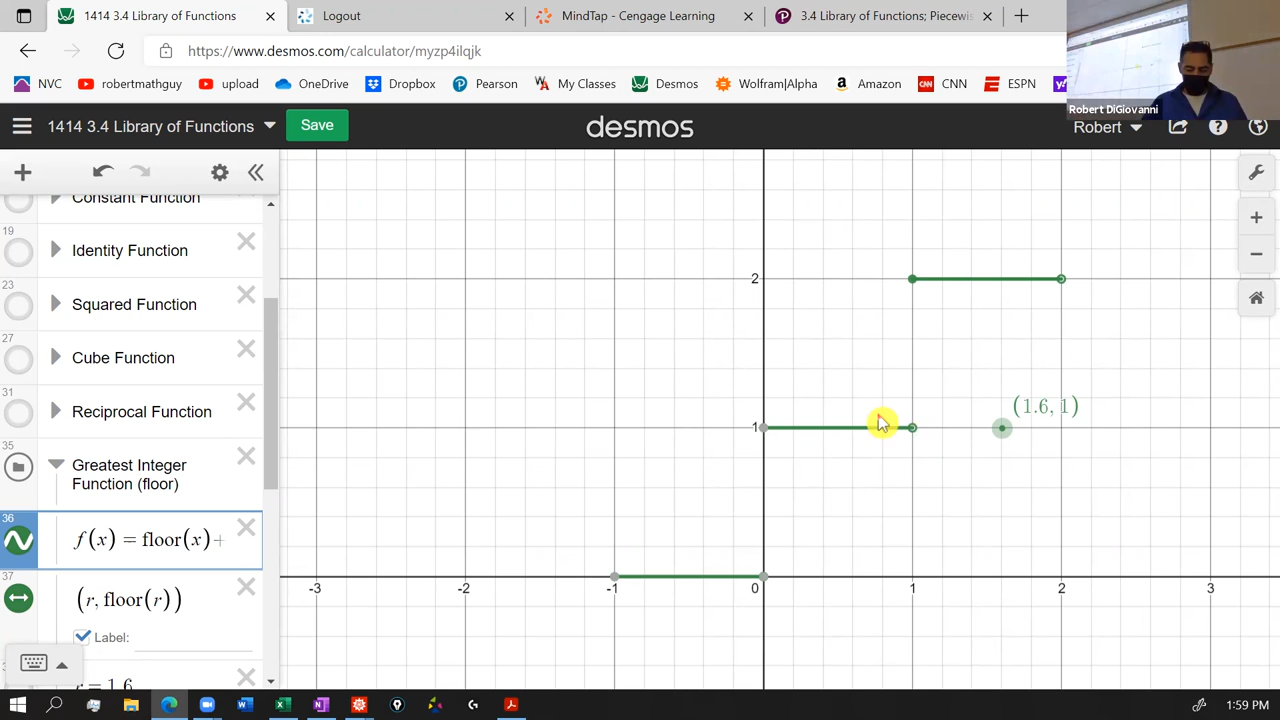 1414 3.4 Library of Functions
Logout
MindTap - Cengage Learning
3.4 Library of Functions; Piecewis
https://www.desmos.com/calculator/myzp4ilqjk
NVC
robertmathguy
upload
OneDrive
Dropbox
Pearson
My Classes
Desmos
Wolfram|Alpha
Amazon
CNN
ESPN
Robert DiGiovanni
1414 3.4 Library of Functions
Save
desmos
Robert
Constant Function
19
Identity Function
23
Squared Function
27
Cube Function
31
Reciprocal Function
35
Greatest Integer
Function (floor)
36
f(x) = floor(x)+
37
(r, floor(r))
Label:
r = 1.6
2
1
(1.6, 1)
-3
-2
-1
0
1
2
3
1:59 PM